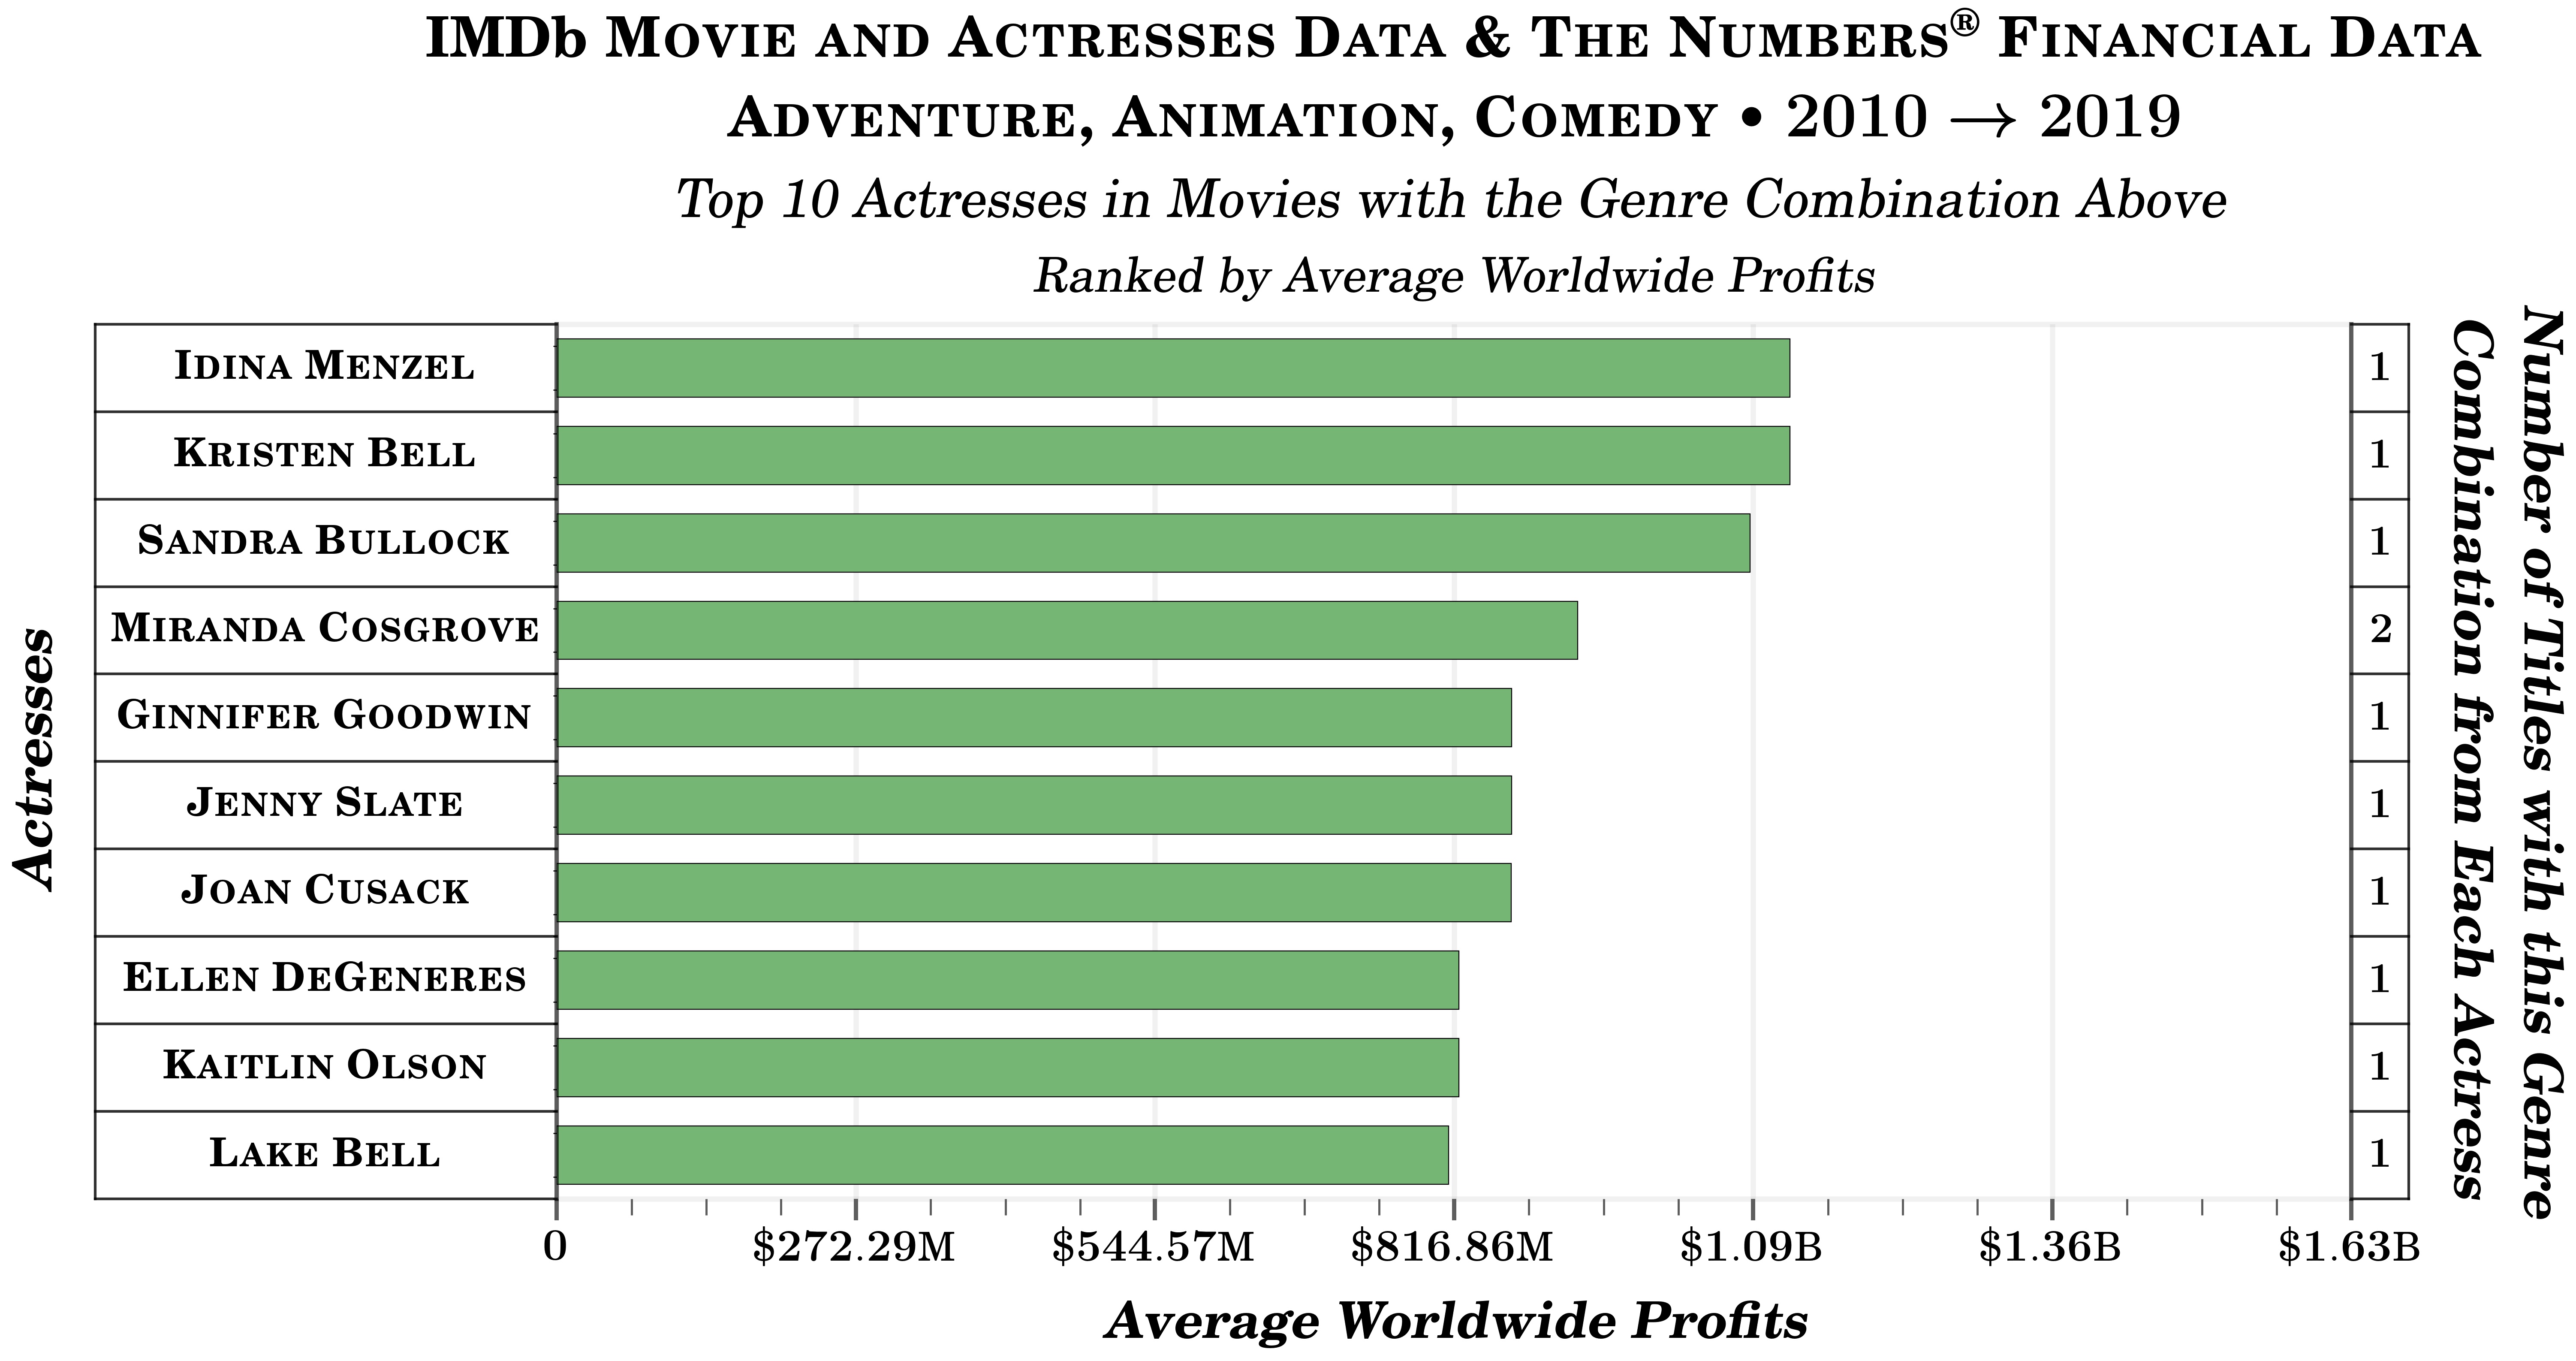 IMDb Movie and Actresses Data & The Numbers® Financial Data
Adventure, Animation, Comedy • 2010 → 2019
Top 10 Actresses in Movies with the Genre Combination Above
Ranked by Average Worldwide Profits
Actresses
Idina Menzel 1
Kristen Bell 1
Sandra Bullock 1
Miranda Cosgrove 2
Ginnifer Goodwin 1
Jenny Slate 1
Joan Cusack 1
Ellen DeGeneres 1
Kaitlin Olson 1
Lake Bell 1
0 $272.29M $544.57M $816.86M $1.09B $1.36B $1.63B
Average Worldwide Profits
Number of Titles with this Genre
Combination from Each Actress